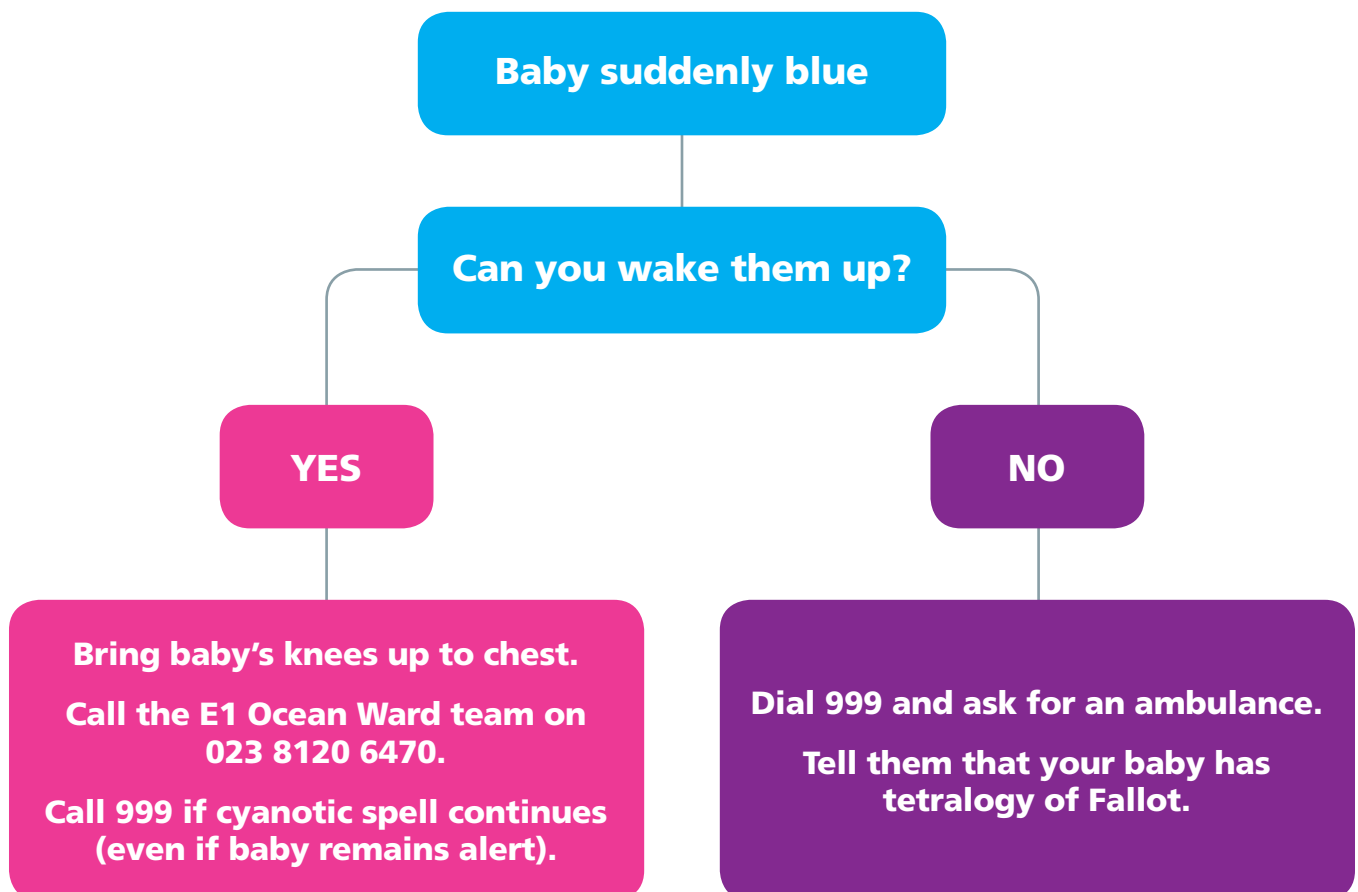 Baby suddenly blue
Can you wake them up?
YES
NO
Bring baby’s knees up to chest.
Call the E1 Ocean Ward team on
023 8120 6470.
Call 999 if cyanotic spell continues
(even if baby remains alert).
Dial 999 and ask for an ambulance.
Tell them that your baby has
tetralogy of Fallot.